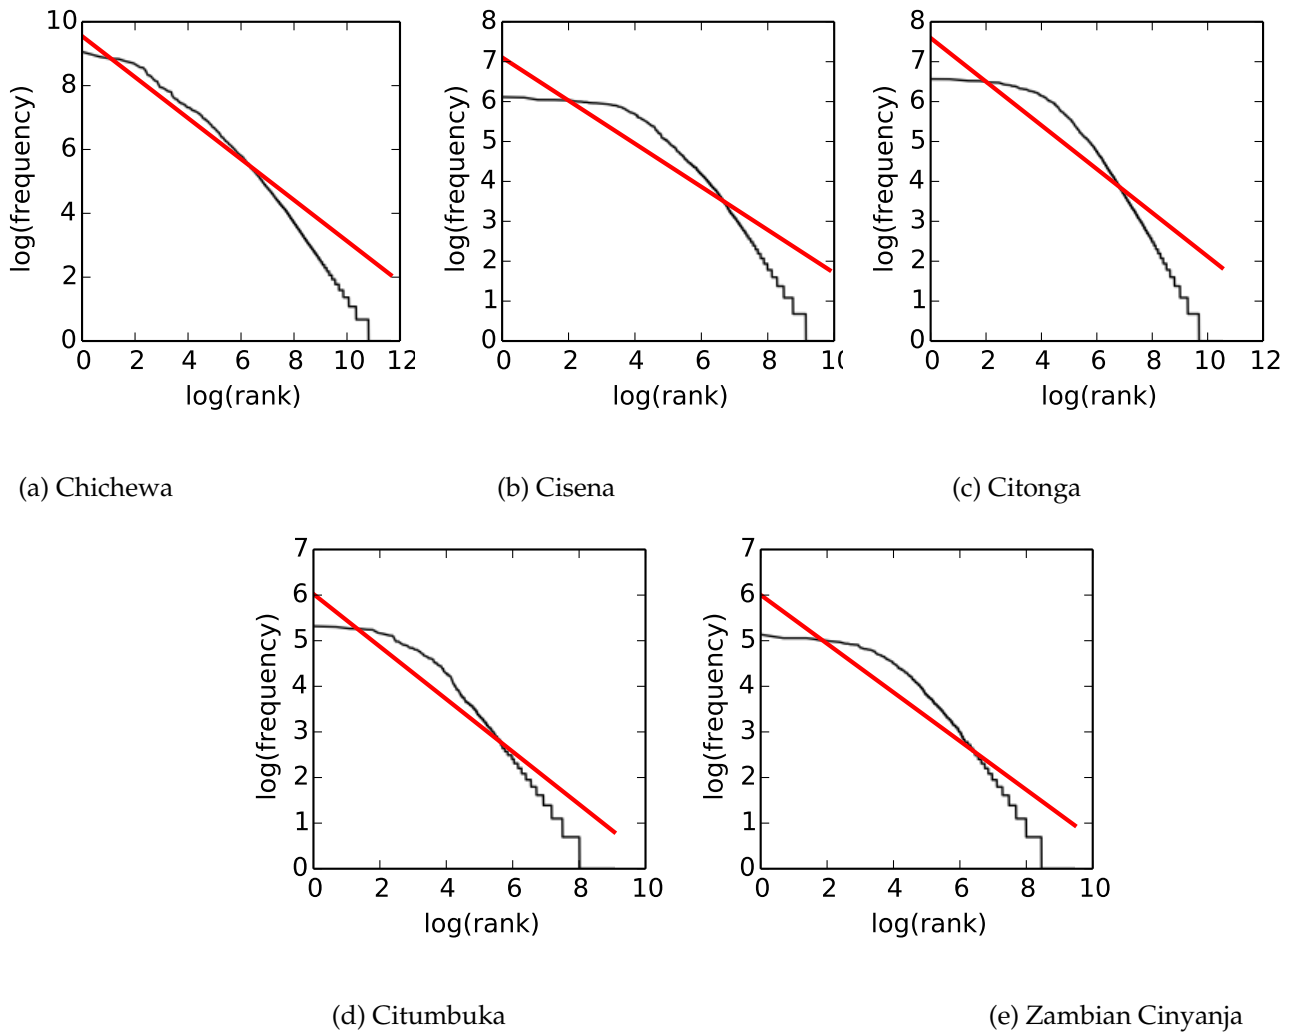 10
8
6
4
2
0
0 2 4 6 8 10 12
log(frequency)
log(rank)
8
7
6
5
4
3
2
1
0
0 2 4 6 8 10
log(frequency)
log(rank)
8
7
6
5
4
3
2
1
0
0 2 4 6 8 10 12
log(frequency)
log(rank)
(a) Chichewa
(b) Cisena
(c) Citonga
7
6
5
4
3
2
1
0
0 2 4 6 8 10
log(frequency)
log(rank)
7
6
5
4
3
2
1
0
0 2 4 6 8 10
log(frequency)
log(rank)
(d) Citumbuka
(e) Zambian Cinyanja